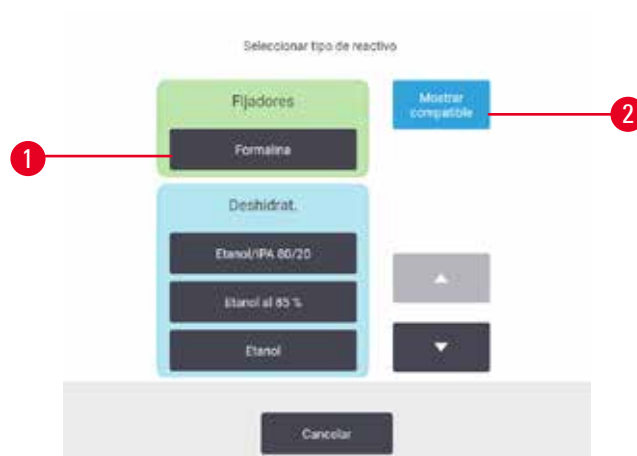 Seleccionar tipo de reactivo
Fijadores
Mostrar
compatible
2
1
Formalina
Deshidrat.
Etanol/IPA 80/20
Etanol al 85 %
Etanol
Cancelar